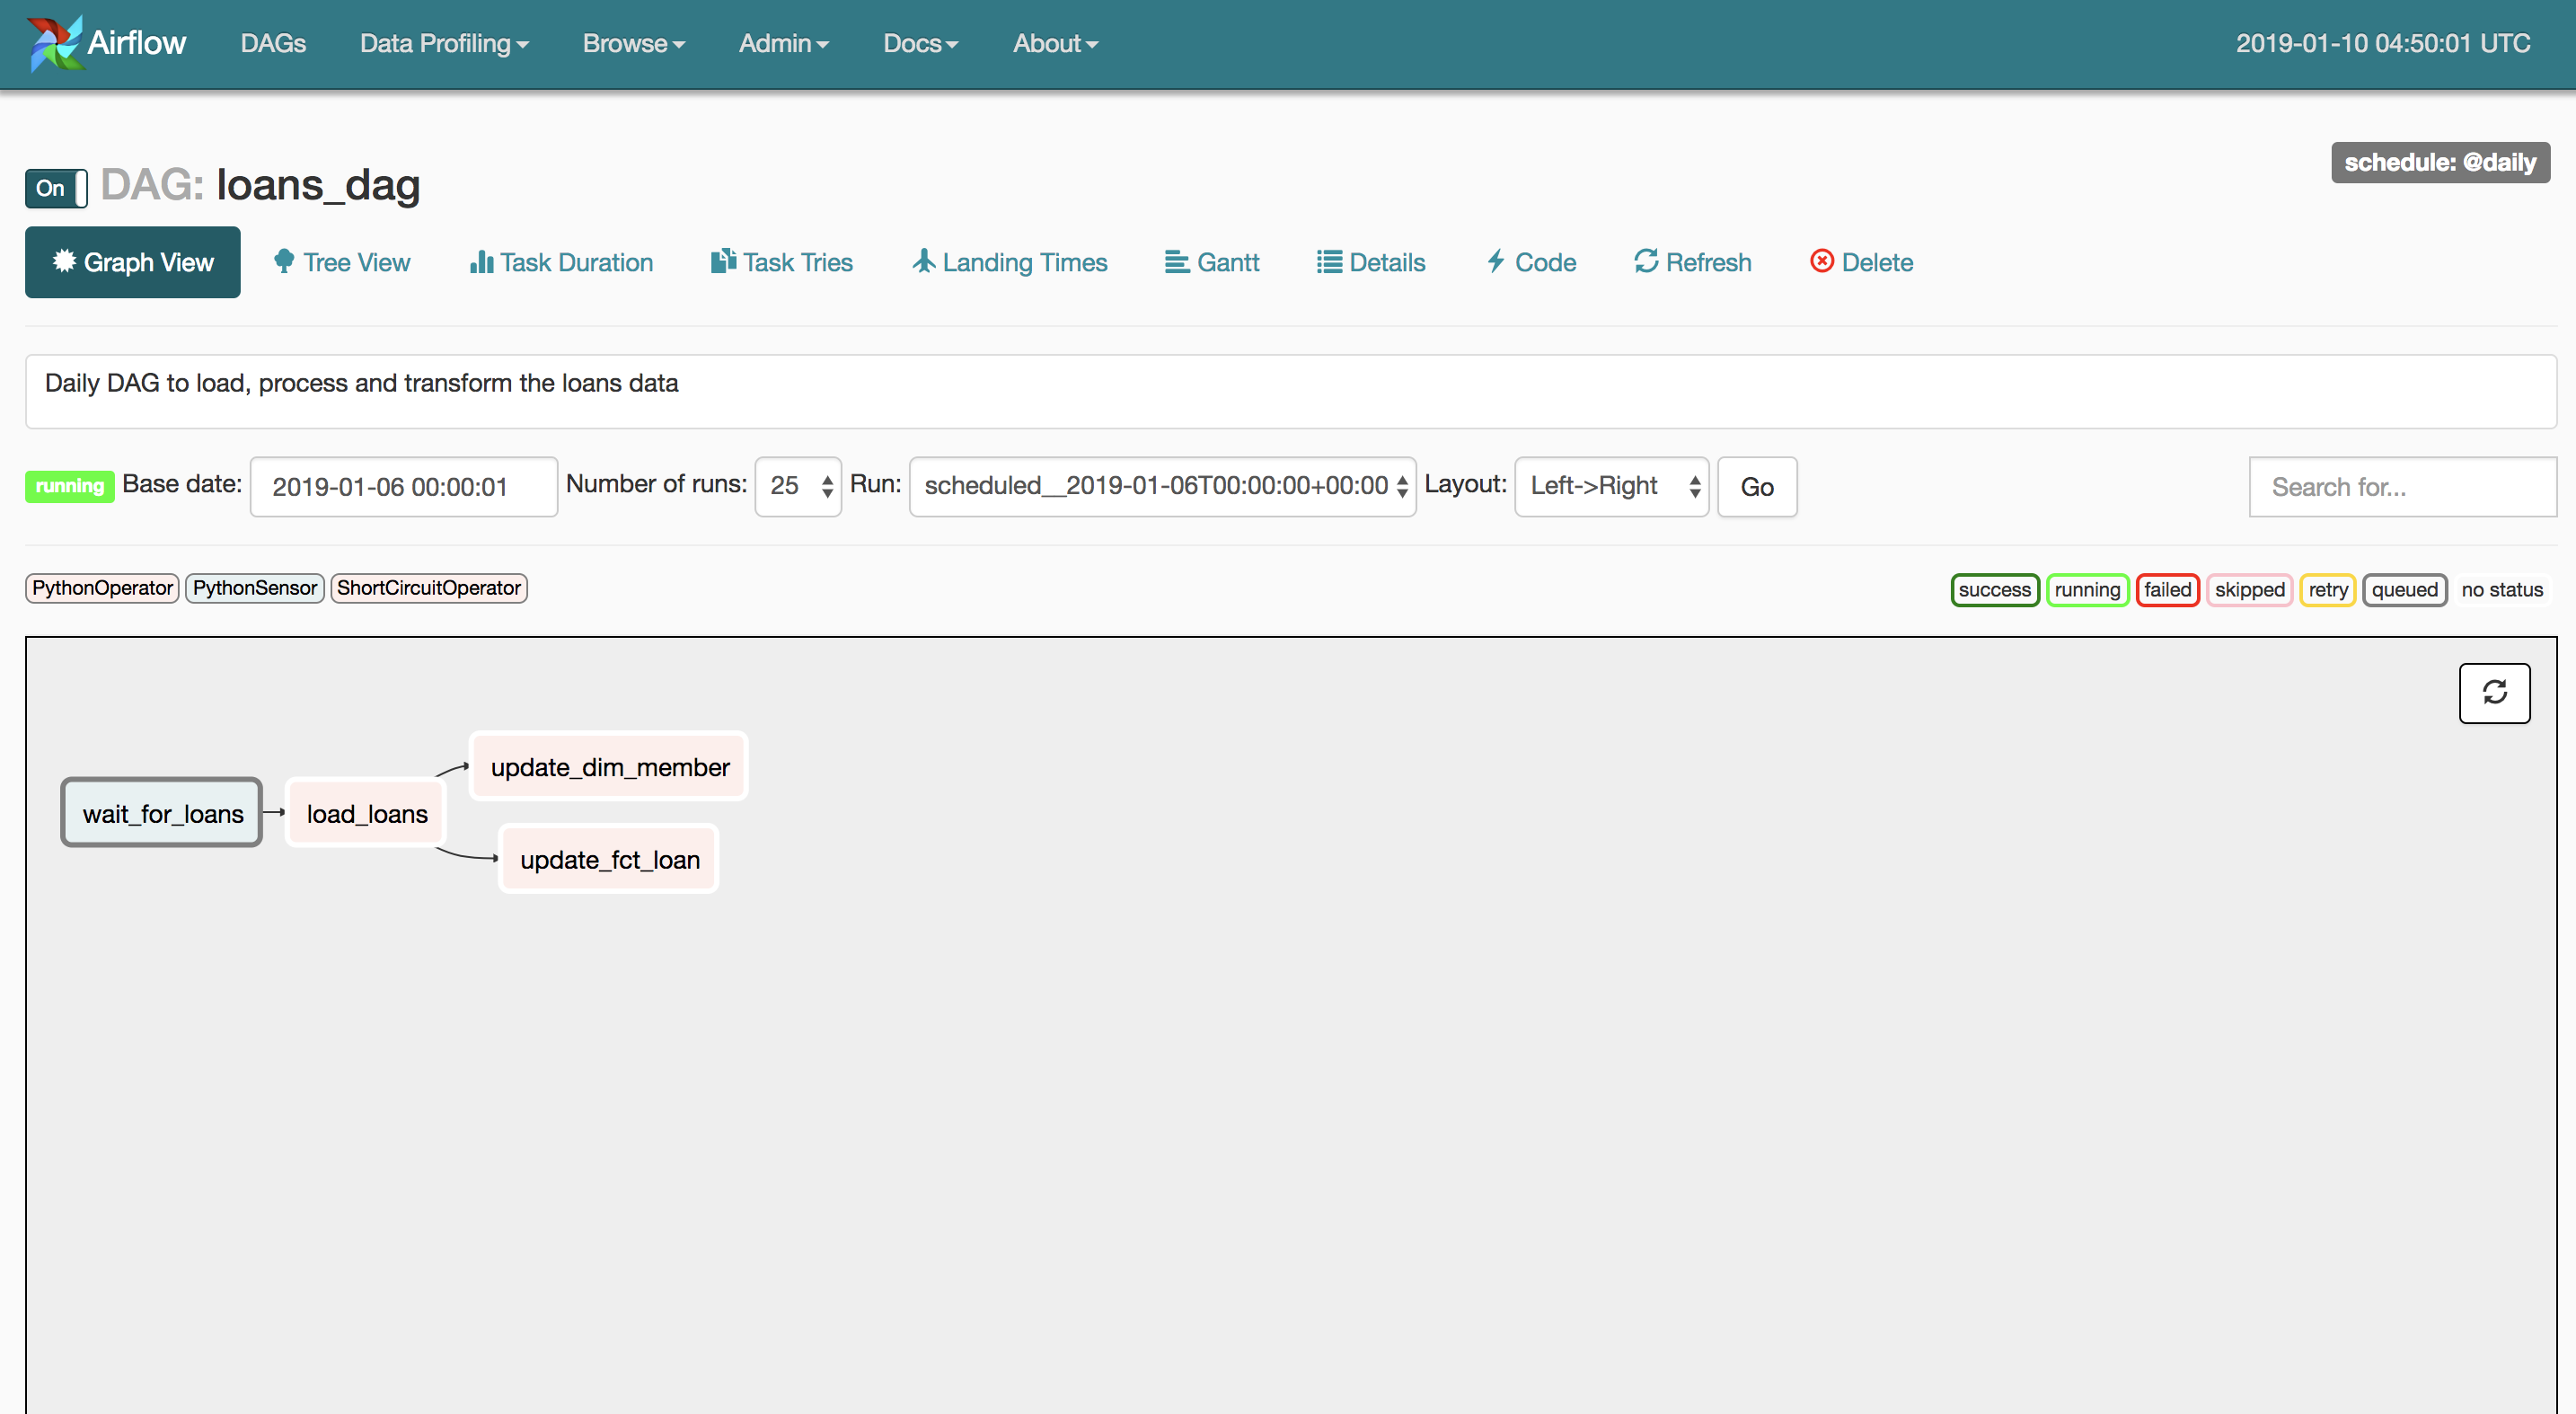 Airflow DAGs Data Profiling Browse Admin Docs About 2019-01-10 04:50:01 UTC
schedule: @daily
On DAG: loans_dag
Graph View Tree View Task Duration Task Tries Landing Times Gantt Details Code Refresh Delete
Daily DAG to load, process and transform the loans data
running Base date: 2019-01-06 00:00:01 Number of runs: 25 Run: scheduled__2019-01-06T00:00:00+00:00 Layout: Left->Right Go Search for...
PythonOperator PythonSensor ShortCircuitOperator success running failed skipped retry queued no status
update_dim_member
wait_for_loans load_loans
update_fct_loan